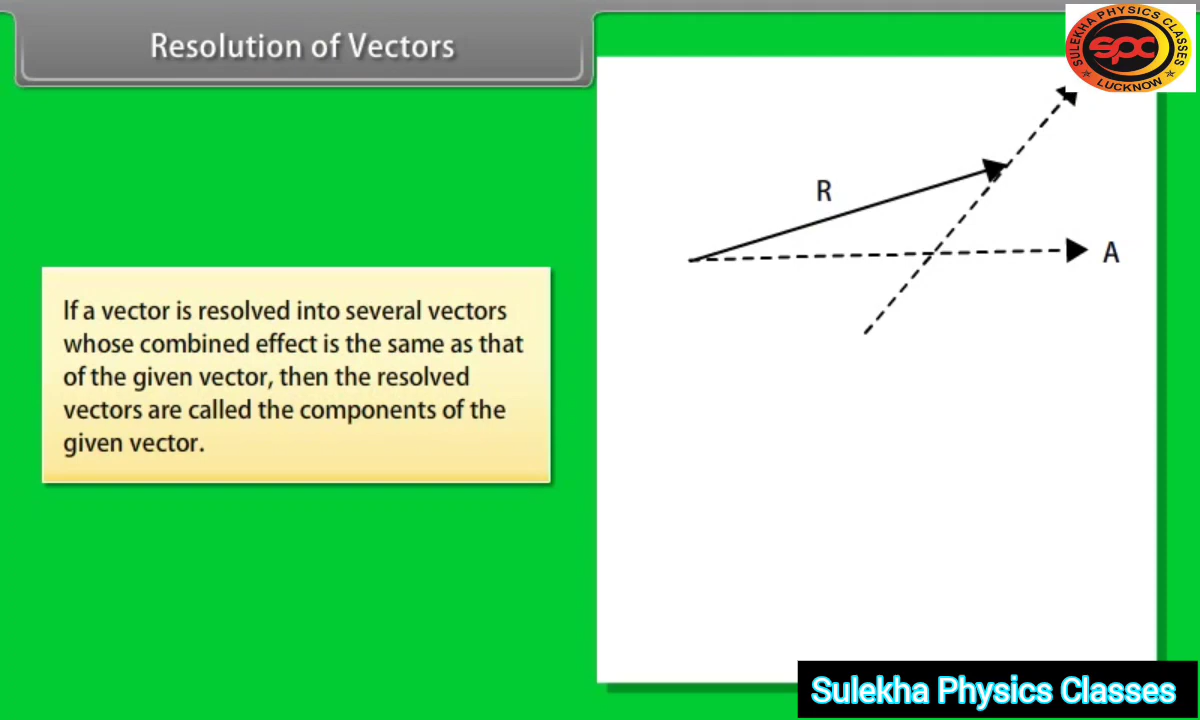 Resolution of Vectors
SULEKHA PHYSICS CLASSES
spc
LUCKNOW
R
A
If a vector is resolved into several vectors
whose combined effect is the same as that
of the given vector, then the resolved
vectors are called the components of the
given vector.
Sulekha Physics Classes